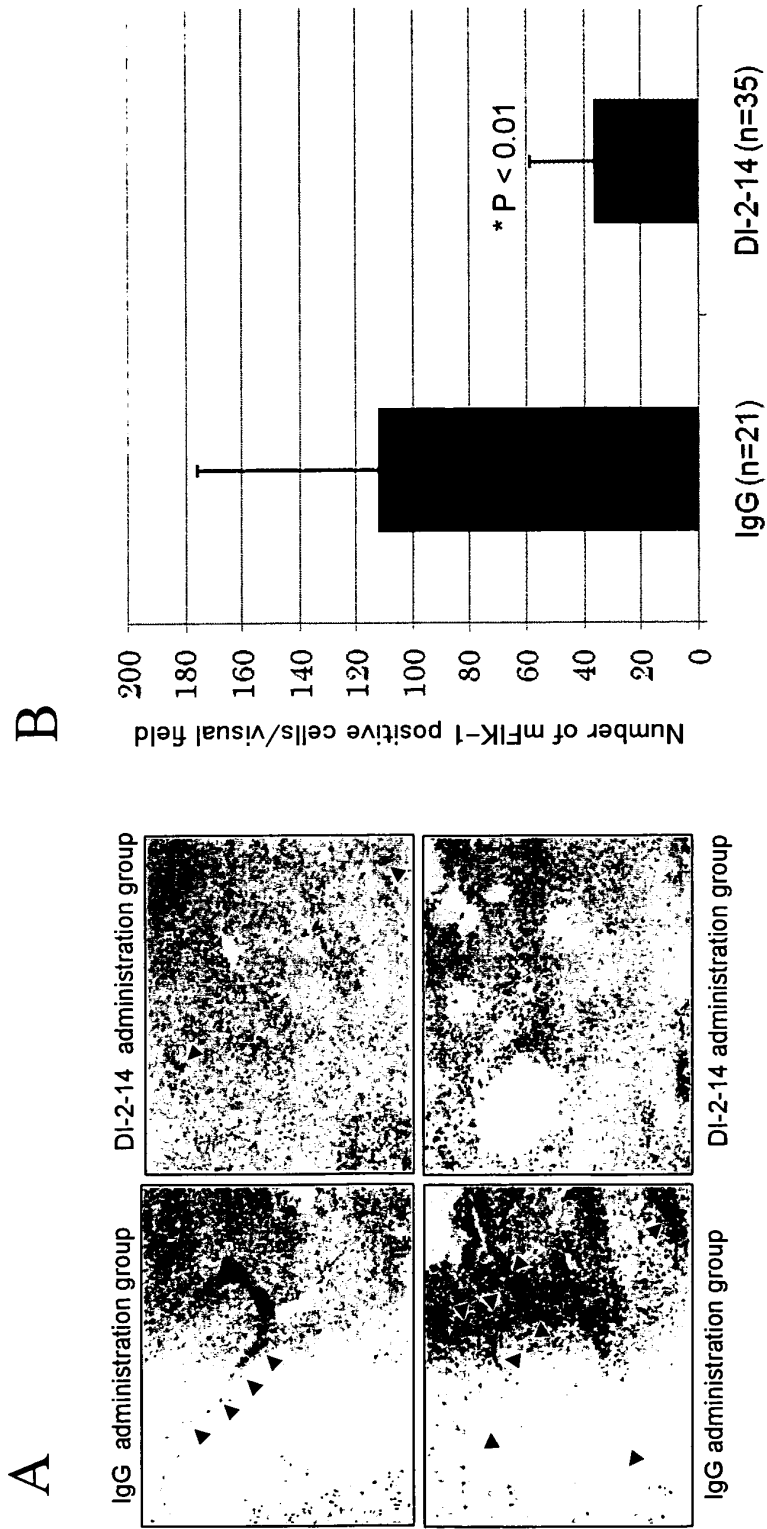 A
IgG administration group
DI-2-14 administration group
IgG administration group
DI-2-14 administration group
B
Number of mFlK-1 positive cells/visual field
200
180
160
140
120
100
80
60
40
20
0
* P < 0.01
IgG (n=21)
DI-2-14 (n=35)